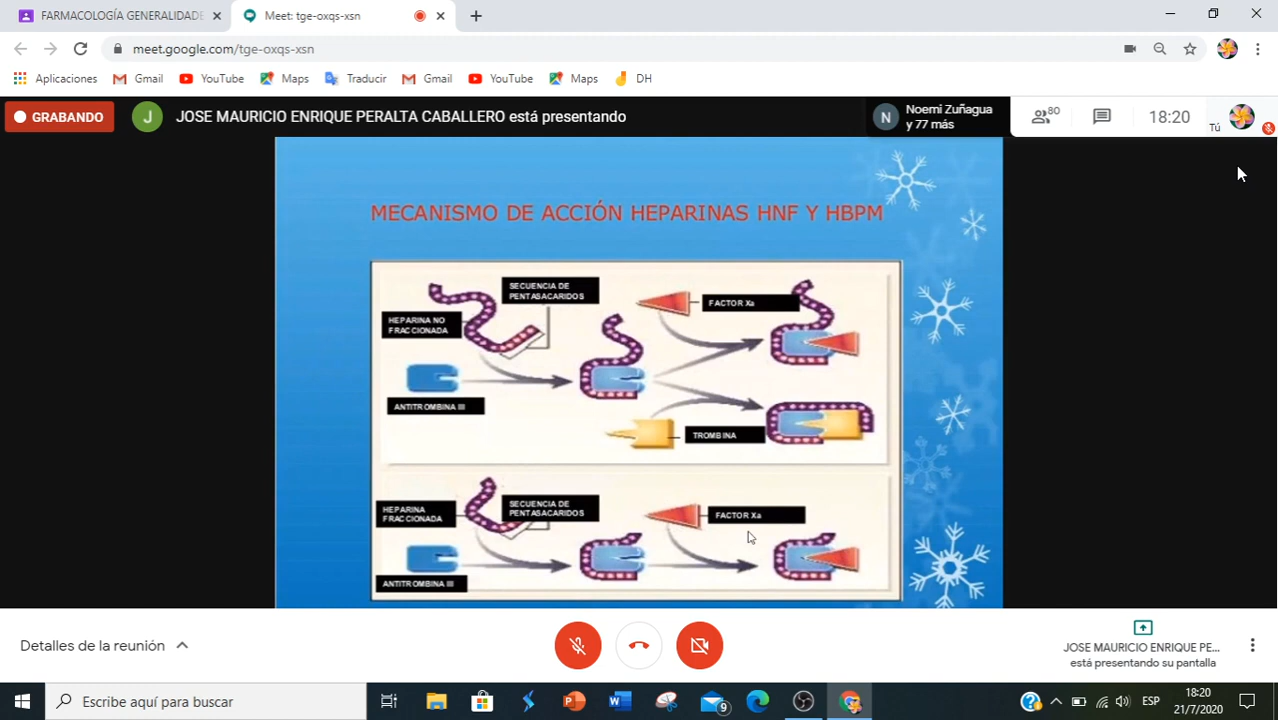 FARMACOLOGÍA GENERALIDADE
Meet: tge-oxqs-xsn
meet.google.com/tge-oxqs-xsn
Aplicaciones
Gmail
YouTube
Maps
Traducir
Gmail
YouTube
Maps
DH
GRABANDO
J
JOSE MAURICIO ENRIQUE PERALTA CABALLERO está presentando
N
Noemi Zuñagua
y 77 más
80
18:20
Tú
MECANISMO DE ACCIÓN HEPARINAS HNF Y HBPM
SECUENCIA DE
PENTASACARIDOS
FACTOR Xa
HEPARINA NO
FRACCIONADA
ANTITROMBINA III
TROMBINA
HEPARINA
FRACCIONADA
SECUENCIA DE
PENTASACARIDOS
FACTOR Xa
ANTITROMBINA III
Detalles de la reunión
JOSE MAURICIO ENRIQUE PE...
está presentando su pantalla
Escribe aquí para buscar
9
ESP
18:20
21/7/2020